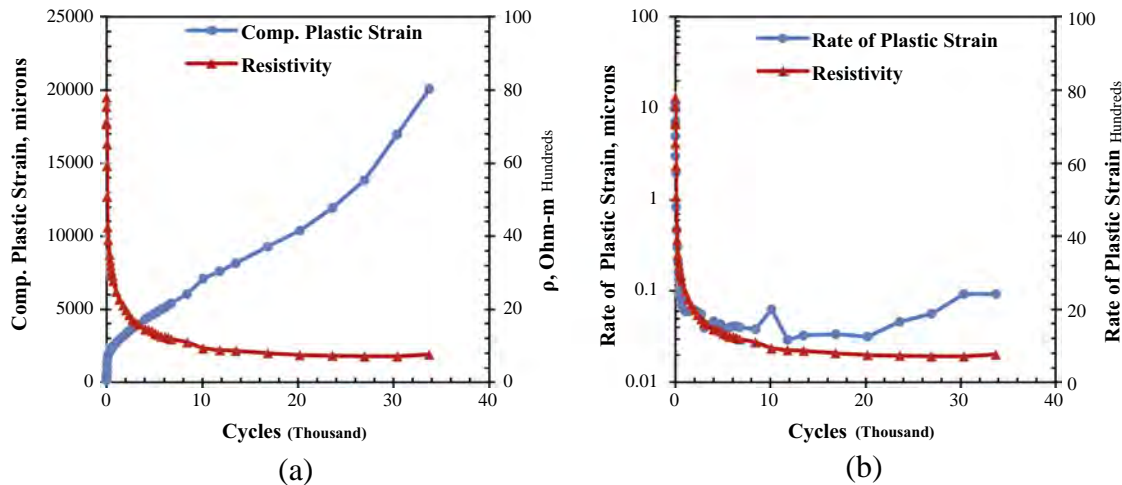 25000
20000
15000
10000
5000
0
Comp. Plastic Strain, microns
Comp. Plastic Strain
Resistivity
100
80
60
40
20
0
ρ, Ohm-m Hundreds
0 10 20 30 40
Cycles (Thousand)
(a)
100
10
1
0.1
0.01
Rate of Plastic Strain, microns
Rate of Plastic Strain
Resistivity
100
80
60
40
20
0
Rate of Plastic Strain Hundreds
0 10 20 30 40
Cycles (Thousand)
(b)